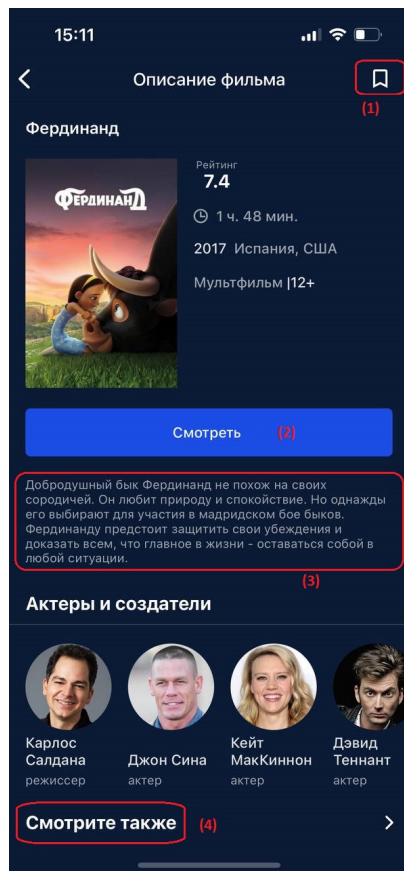 15:11
Описание фильма
(1)
Фердинанд
ФЕРДИНАНД
Рейтинг
7.4
1 ч. 48 мин.
2017 Испания, США
Мультфильм |12+
Смотреть (2)
Добродушный бык Фердинанд не похож на своих
сородичей. Он любит природу и спокойствие. Но однажды
его выбирают для участия в мадридском бое быков.
Фердинанду предстоит защитить свои убеждения и
доказать всем, что главное в жизни - оставаться собой в
любой ситуации.
(3)
Актеры и создатели
Карлос
Салдана
режиссер
Джон Сина
актер
Кейт
МакКиннон
актер
Дэвид
Теннант
актер
Смотрите также (4)